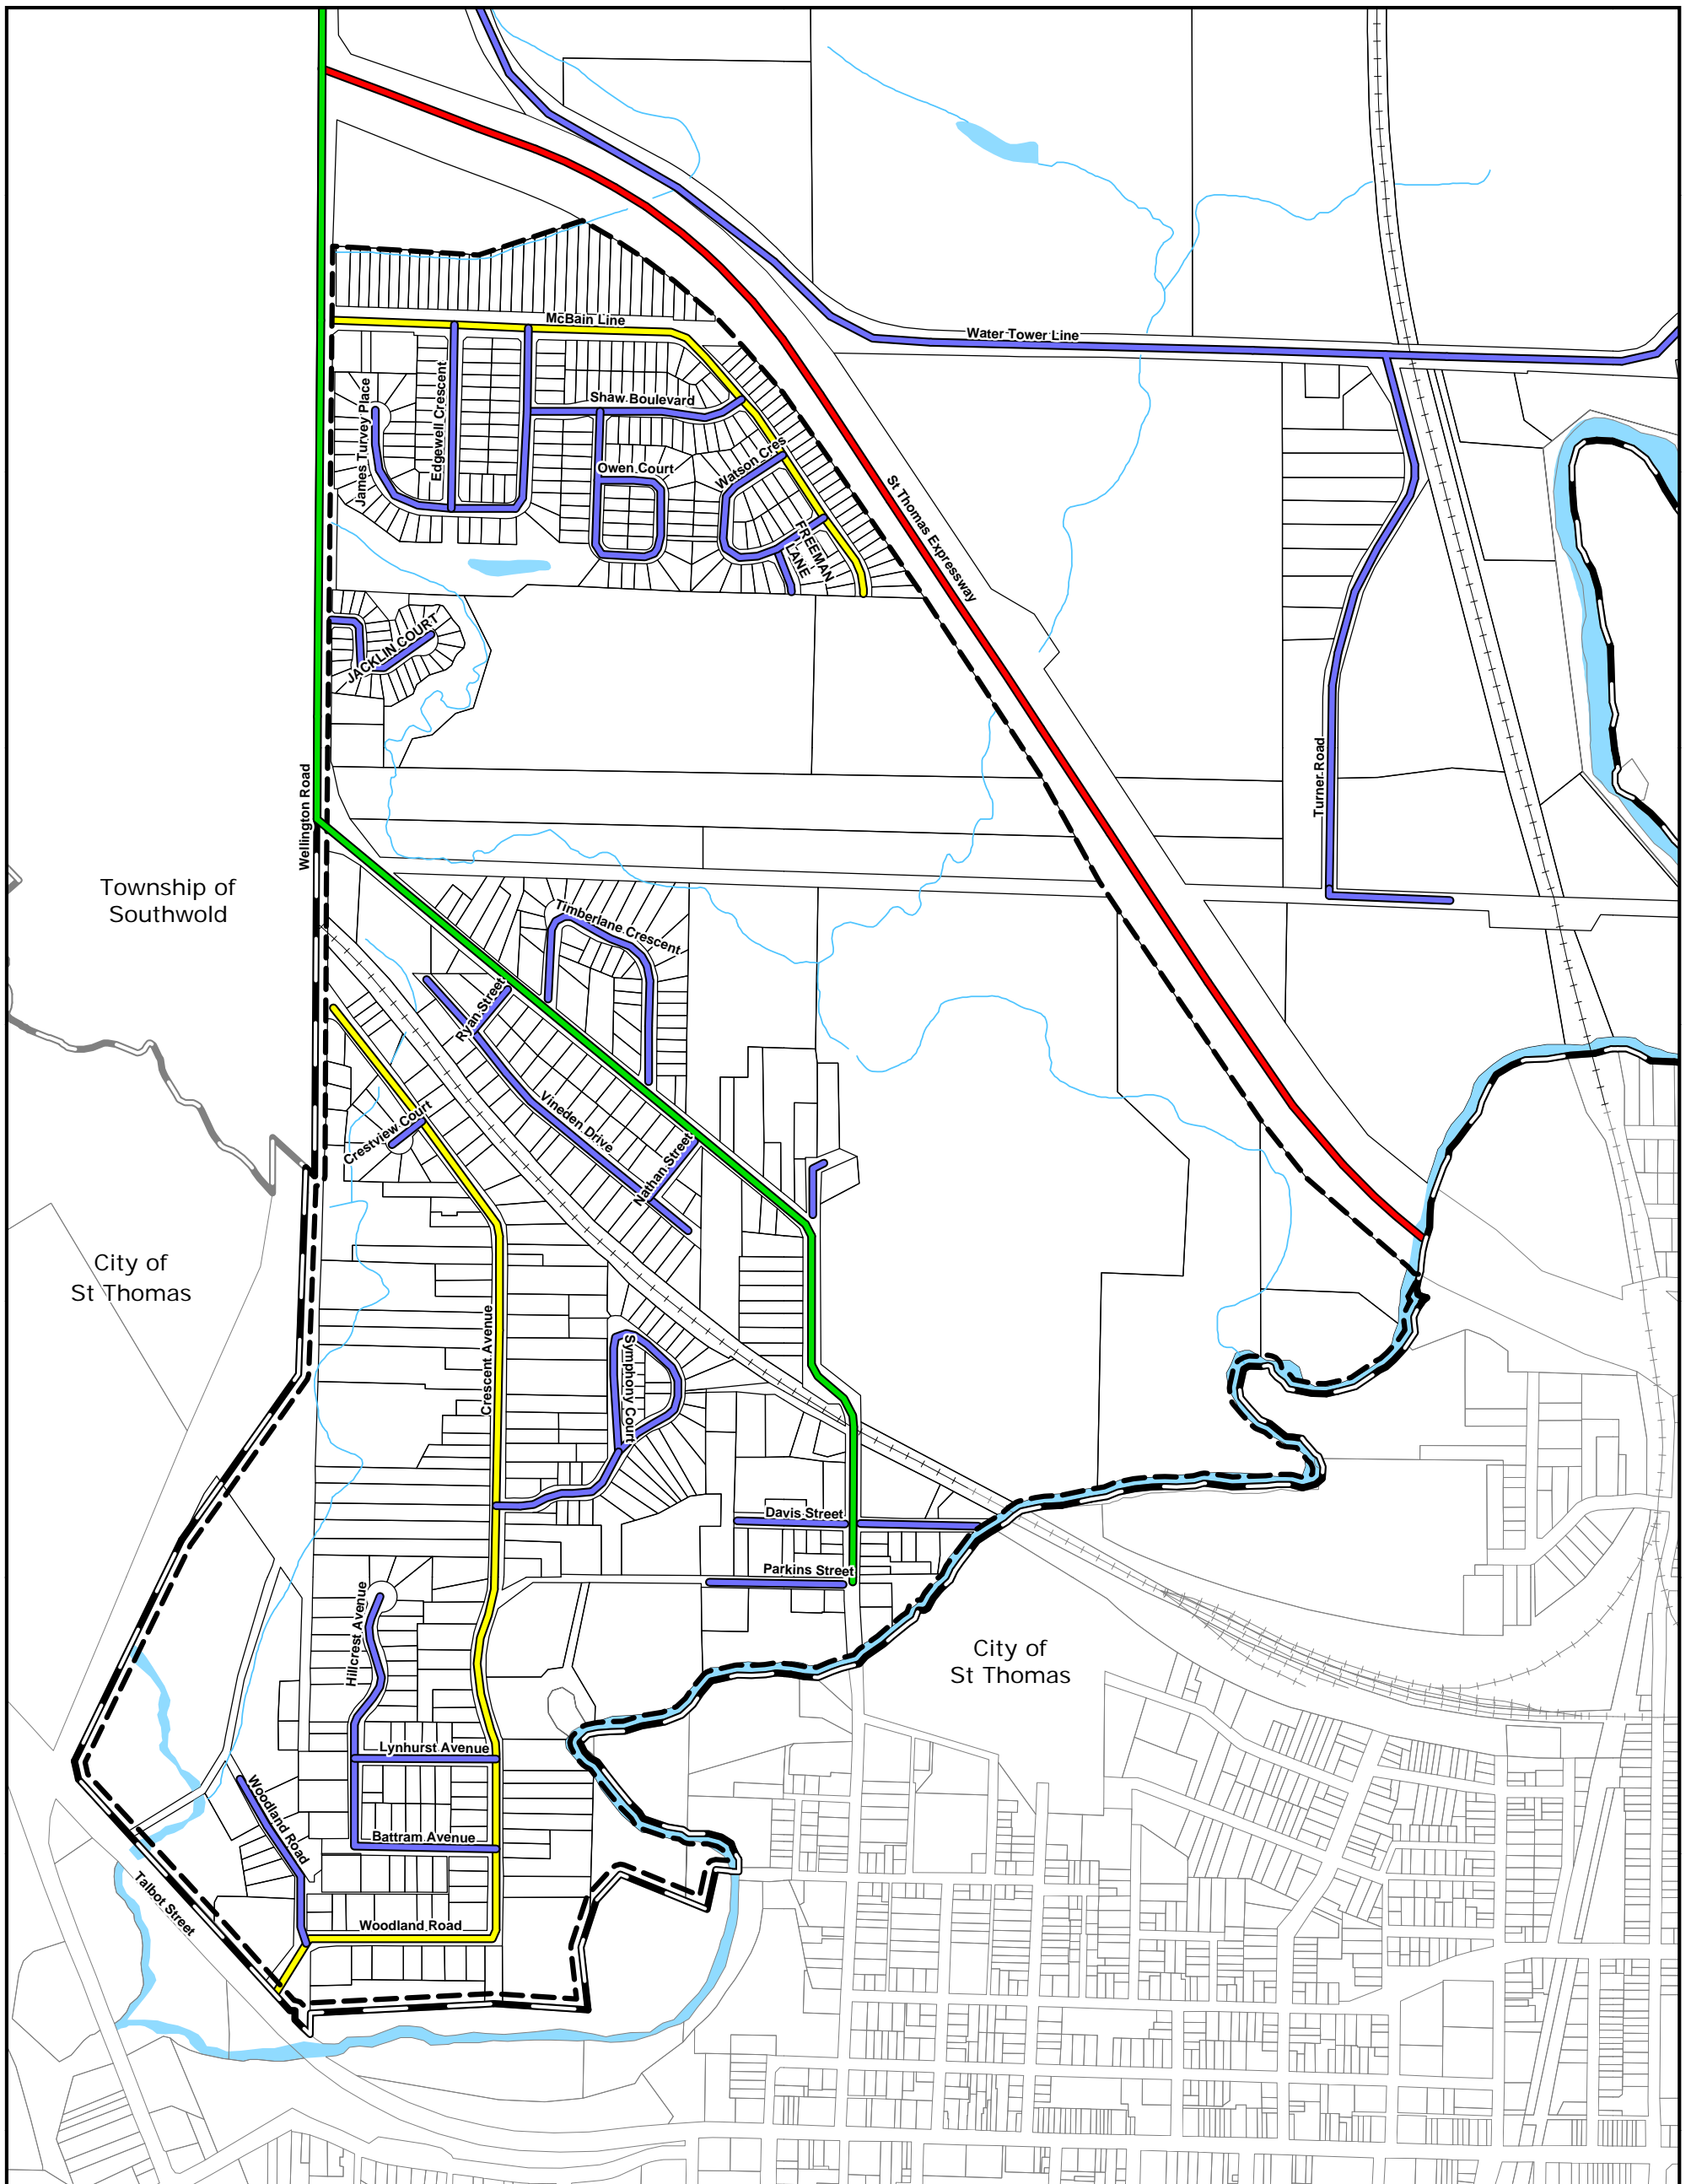 McBain Line
Water Tower Line
James Turvey Place
Edgewell Crescent
Shaw Boulevard
Owen Court
Watson Cres
FREEMAN
LANE
St Thomas Expressway
JACKLIN COURT
Turner Road
Wellington Road
Township of
Southwold
Timberlane Crescent
Ryan Street
Vineden Drive
Crestview Court
Nathan Street
City of
St Thomas
Crescent Avenue
Symphony Court
Davis Street
Parkins Street
Hillcrest Avenue
City of
St Thomas
Lynhurst Avenue
Woodland Road
Battram Avenue
Talbot Street
Woodland Road